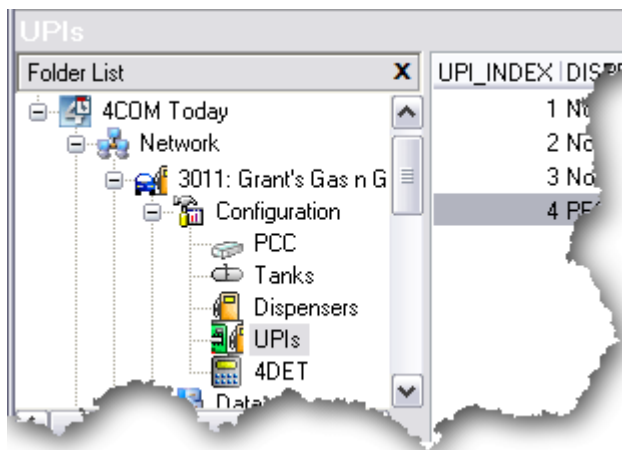 UPIs
Folder List X
UPI_INDEX
4COM Today
1
Network
2
3011: Grant's Gas n G
3
Configuration
4
PCC
Tanks
Dispensers
UPIs
4DET